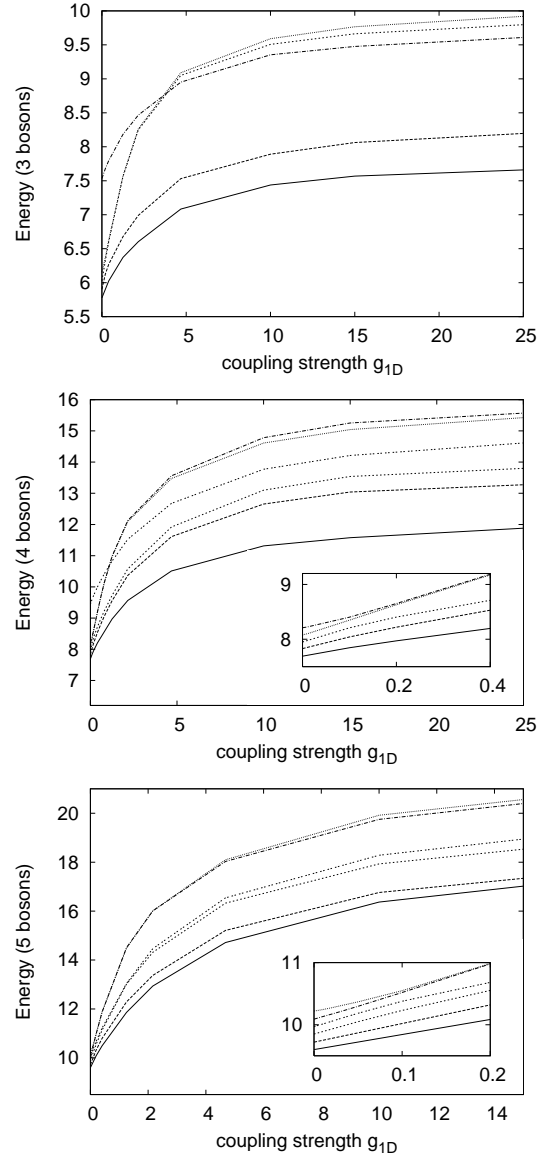 Energy (3 bosons)
10
9.5
9
8.5
8
7.5
7
6.5
6
5.5
0 5 10 15 20 25
coupling strength g1D
Energy (4 bosons)
16
15
14
13
12
11
10
9
8
7
9
8
0 0.2 0.4
0 5 10 15 20 25
coupling strength g1D
Energy (5 bosons)
20
18
16
14
12
10
11
10
0 0.1 0.2
0 2 4 6 8 10 12 14
coupling strength g1D